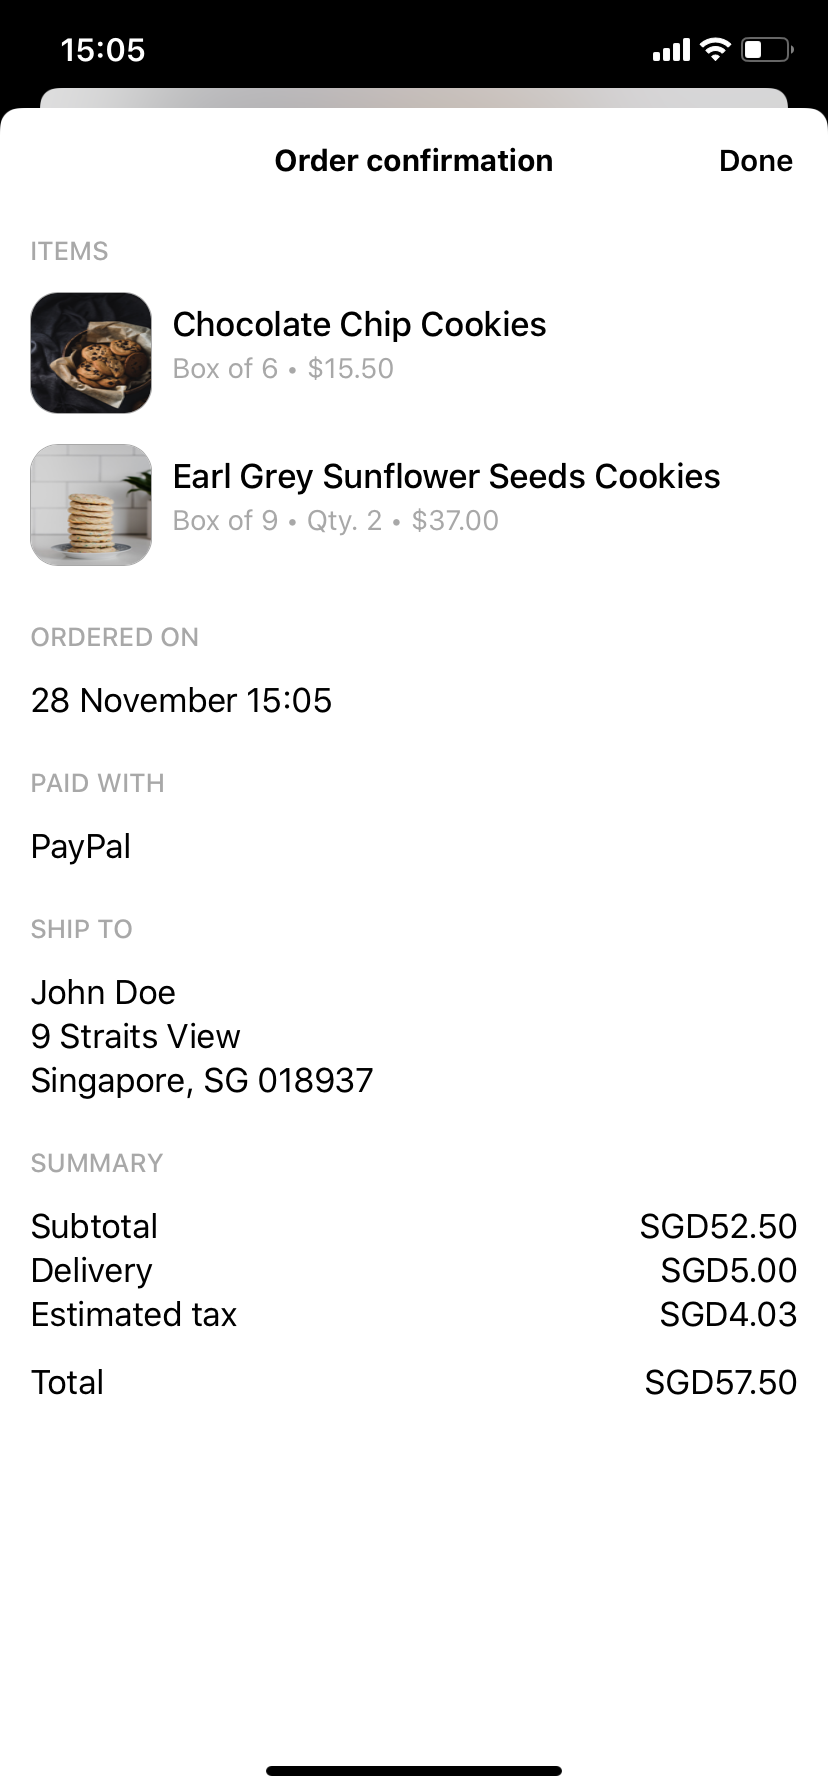 15:05
Order confirmation
Done
ITEMS
Chocolate Chip Cookies
Box of 6 • $15.50
Earl Grey Sunflower Seeds Cookies
Box of 9 • Qty. 2 • $37.00
ORDERED ON
28 November 15:05
PAID WITH
PayPal
SHIP TO
John Doe
9 Straits View
Singapore, SG 018937
SUMMARY
Subtotal SGD52.50
Delivery SGD5.00
Estimated tax SGD4.03
Total SGD57.50